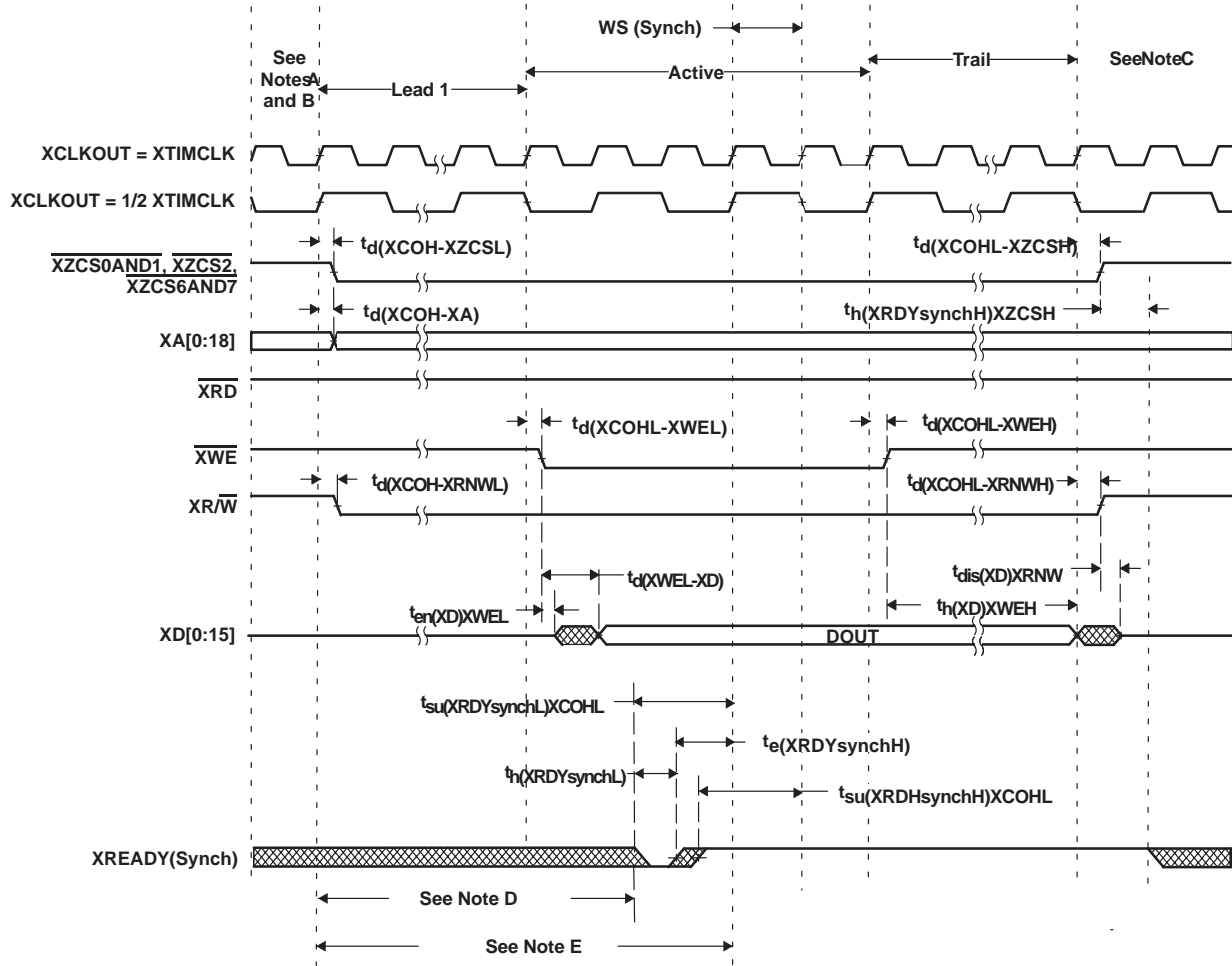 WS (Synch)
See
NotesA
and B
Lead 1
Active
Trail
SeeNoteC
XCLKOUT = XTIMCLK
XCLKOUT = 1/2 XTIMCLK
td(XCOH-XZCSL)
td(XCOHL-XZCSH)
XZCS0AND1, XZCS2,
XZCS6AND7
td(XCOH-XA)
th(XRDYsynchH)XZCSH
XA[0:18]
XRD
td(XCOHL-XWEL)
td(XCOHL-XWEH)
XWE
td(XCOH-XRNWL)
td(XCOHL-XRNWH)
XR/W
td(XWEL-XD)
tdis(XD)XRNW
ten(XD)XWEL
th(XD)XWEH
XD[0:15]
DOUT
tsu(XRDYsynchL)XCOHL
te(XRDYsynchH)
th(XRDYsynchL)
tsu(XRDHsynchH)XCOHL
XREADY(Synch)
See Note D
See Note E